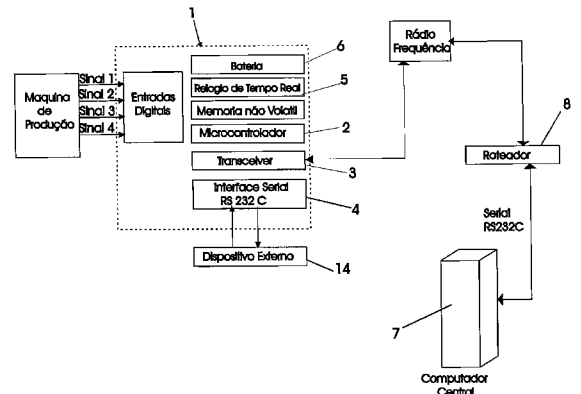 1
6
Bateria
5
Relogio de Tempo Real
Memoria não Volatil
2
Microcontrolador
Transceiver
3
Interface Serial
RS 232 C
4
Dispositivo Externo
14
Maquina
de
Produção
Sinal 1
Sinal 2
Sinal 3
Sinal 4
Entradas
Digitais
Rádio
Frequência
8
Roteador
Serial
RS232C
7
Computador
Central